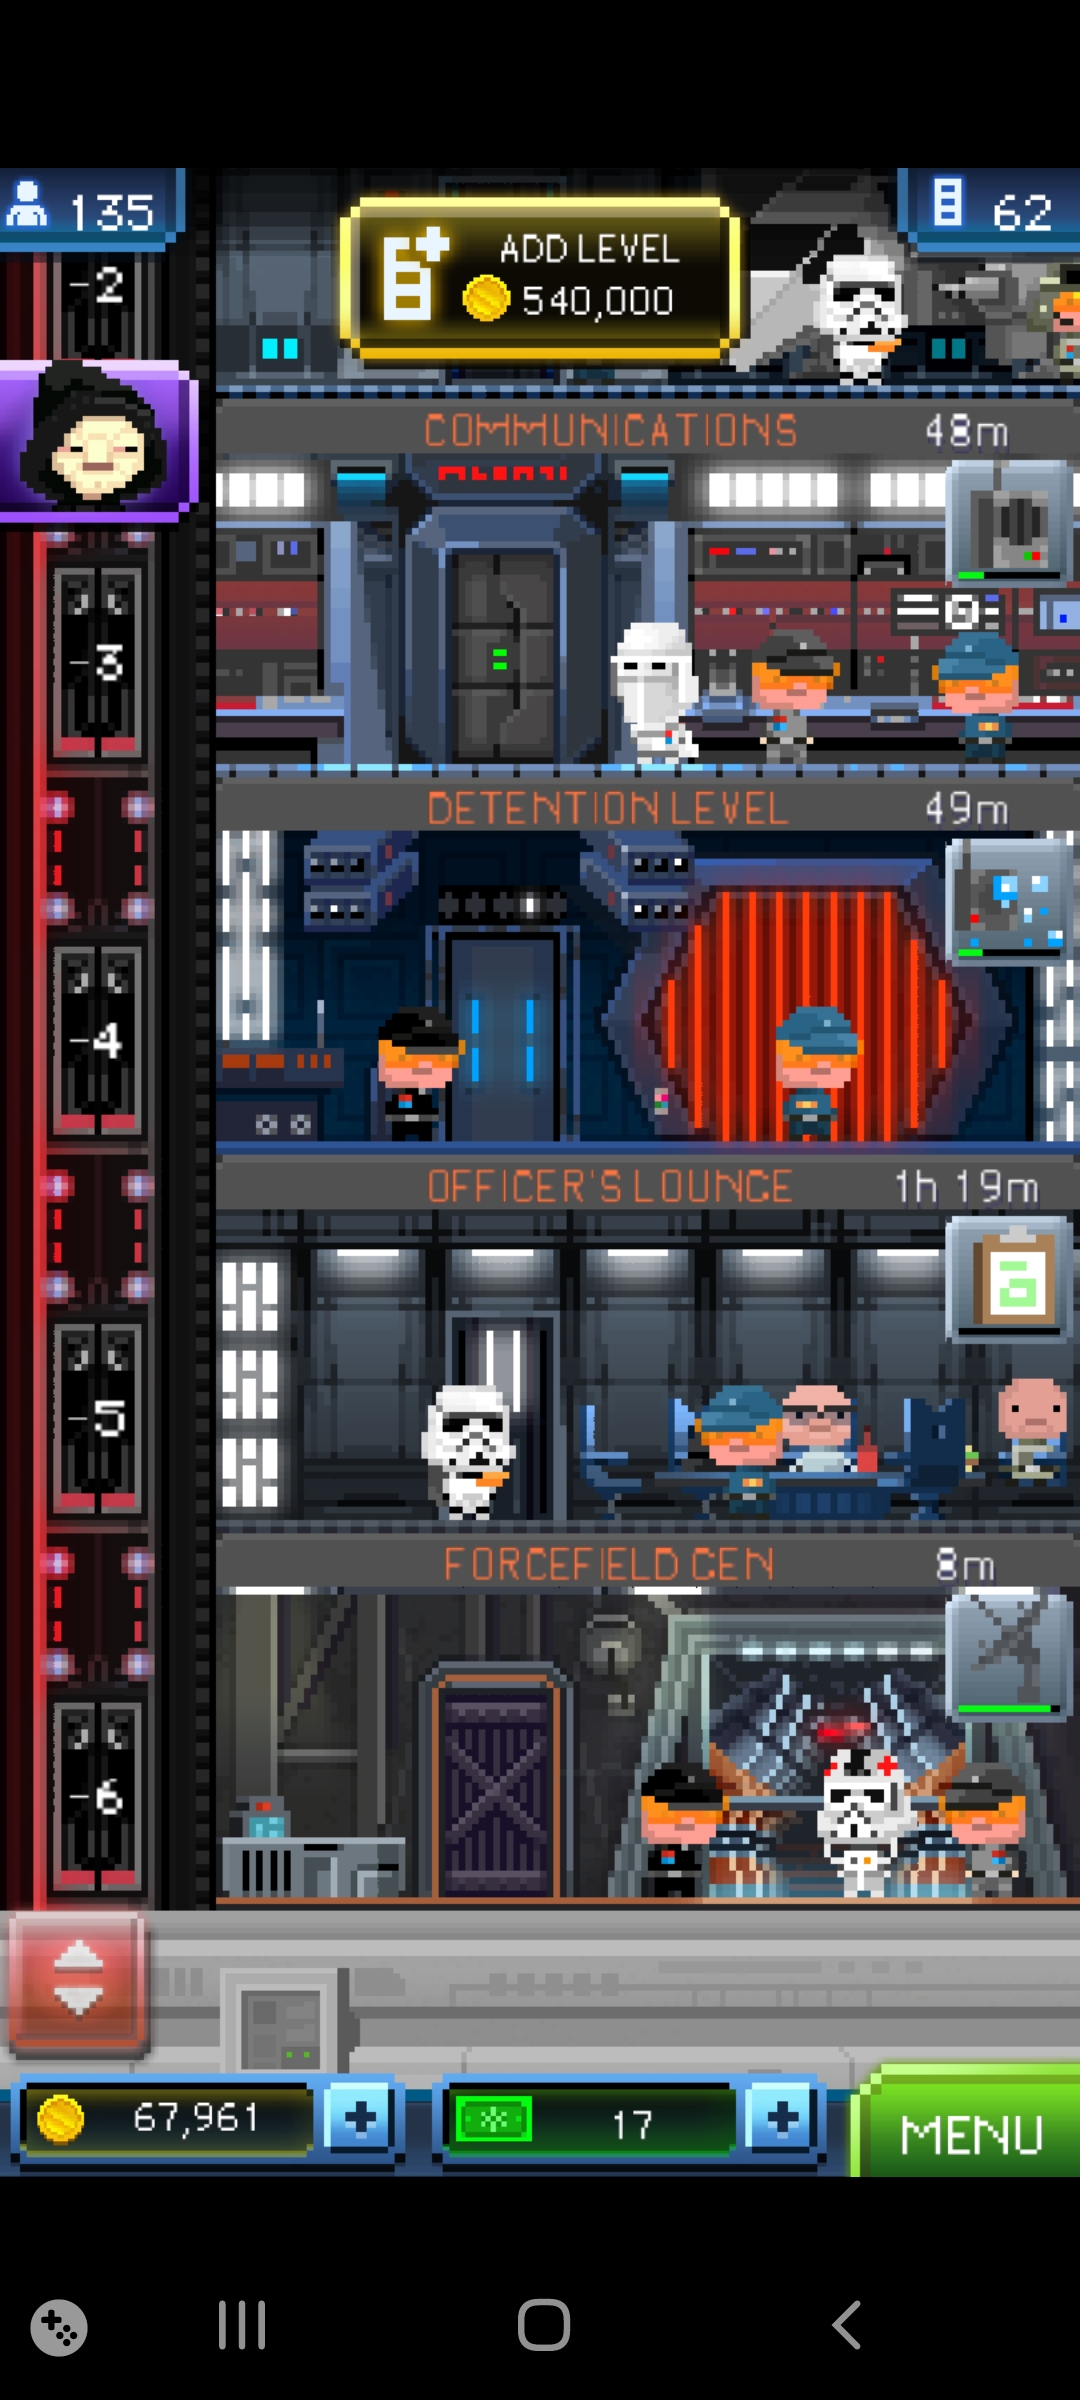 135
ADD LEVEL
540,000
62
-2
COMMUNICATIONS 48m
-3
DETENTION LEVEL 49m
-4
OFFICER'S LOUNGE 1h 19m
-5
FORCEFIELD GEN 8m
-6
67,961
17
MENU